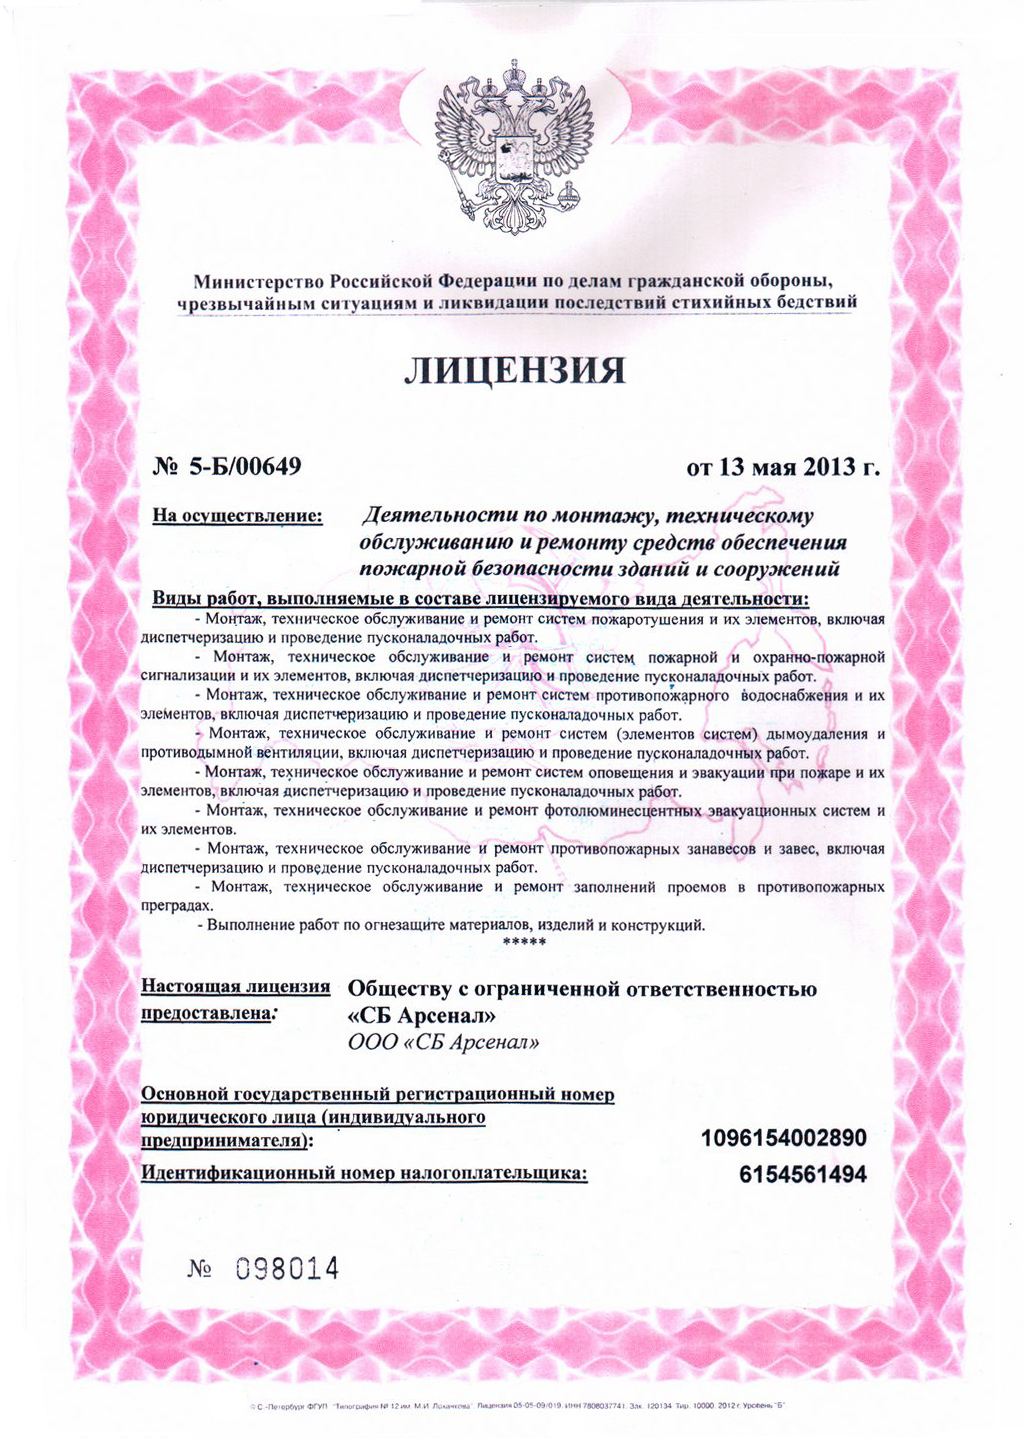 Министерство Российской Федерации по делам гражданской обороны,
чрезвычайным ситуациям и ликвидации последствий стихийных бедствий
ЛИЦЕНЗИЯ
№ 5-Б/00649 от 13 мая 2013 г.
На осуществление: Деятельности по монтажу, техническому
обслуживанию и ремонту средств обеспечения
пожарной безопасности зданий и сооружений
Виды работ, выполняемые в составе лицензируемого вида деятельности:
- Монтаж, техническое обслуживание и ремонт систем пожаротушения и их элементов, включая
диспетчеризацию и проведение пусконаладочных работ.
- Монтаж, техническое обслуживание и ремонт систем пожарной и охранно-пожарной
сигнализации и их элементов, включая диспетчеризацию и проведение пусконаладочных работ.
- Монтаж, техническое обслуживание и ремонт систем противопожарного водоснабжения и их
элементов, включая диспетчеризацию и проведение пусконаладочных работ.
- Монтаж, техническое обслуживание и ремонт систем (элементов систем) дымоудаления и
противодымной вентиляции, включая диспетчеризацию и проведение пусконаладочных работ.
- Монтаж, техническое обслуживание и ремонт систем оповещения и эвакуации при пожаре и их
элементов, включая диспетчеризацию и проведение пусконаладочных работ.
- Монтаж, техническое обслуживание и ремонт фотолюминесцентных эвакуационных систем и
их элементов.
- Монтаж, техническое обслуживание и ремонт противопожарных занавесов и завес, включая
диспетчеризацию и проведение пусконаладочных работ.
- Монтаж, техническое обслуживание и ремонт заполнений проемов в противопожарных
преградах.
- Выполнение работ по огнезащите материалов, изделий и конструкций.
*****
Настоящая лицензия Обществу с ограниченной ответственностью
предоставлена: «СБ Арсенал»
ООО «СБ Арсенал»
Основной государственный регистрационный номер
юридического лица (индивидуального
предпринимателя): 1096154002890
Идентификационный номер налогоплательщика: 6154561494
№ 098014
© С.-Петербург ФГУП "Типография № 12 им. М.И. Лоханкова". Лицензия 05-05-09/019. ИНН 7808037741. Зак. 120134 Тир. 10000. 2012 г. Уровень "Б"